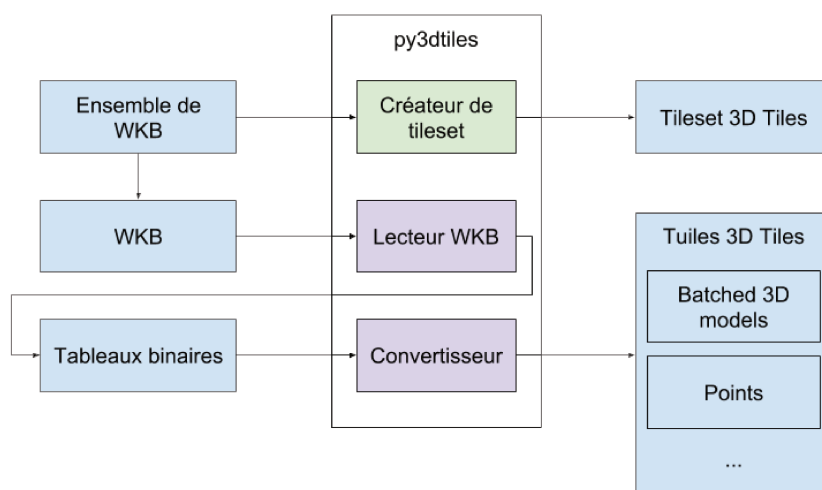 py3dtiles
Ensemble de
WKB
Créateur de
tileset
Tileset 3D Tiles
WKB
Lecteur WKB
Tuiles 3D Tiles
Batched 3D
models
Tableaux binaires
Convertisseur
Points
...